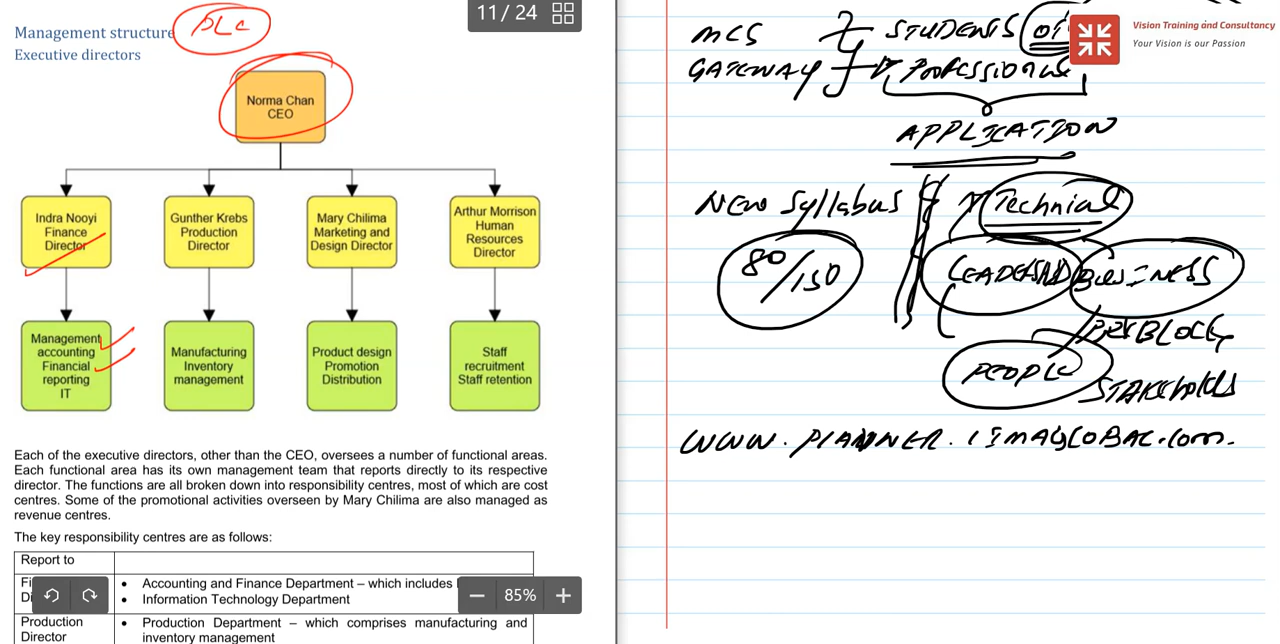 Management structure
PLC
Executive directors
11 / 24
Norma Chan
CEO
Indra Nooyi
Finance
Director
Gunther Krebs
Production
Director
Mary Chilima
Marketing and
Design Director
Arthur Morrison
Human
Resources
Director
Management
accounting
Financial
reporting
IT
Manufacturing
Inventory
management
Product design
Promotion
Distribution
Staff
recruitment
Staff retention
Each of the executive directors, other than the CEO, oversees a number of functional areas.
Each functional area has its own management team that reports directly to its respective
director. The functions are all broken down into responsibility centres, most of which are cost
centres. Some of the promotional activities overseen by Mary Chilima are also managed as
revenue centres.
The key responsibility centres are as follows:
Report to
• Accounting and Finance Department – which includes
• Information Technology Department
85%
Production
Director
• Production Department – which comprises manufacturing and
inventory management
Vision Training and Consultancy
Your Vision is our Passion
MCS STUDENTS
GATEWAY PROFESSIONALS
APPLICATION
NEW Syllabus Technical
80/150
BUSINESS
PEOPLE